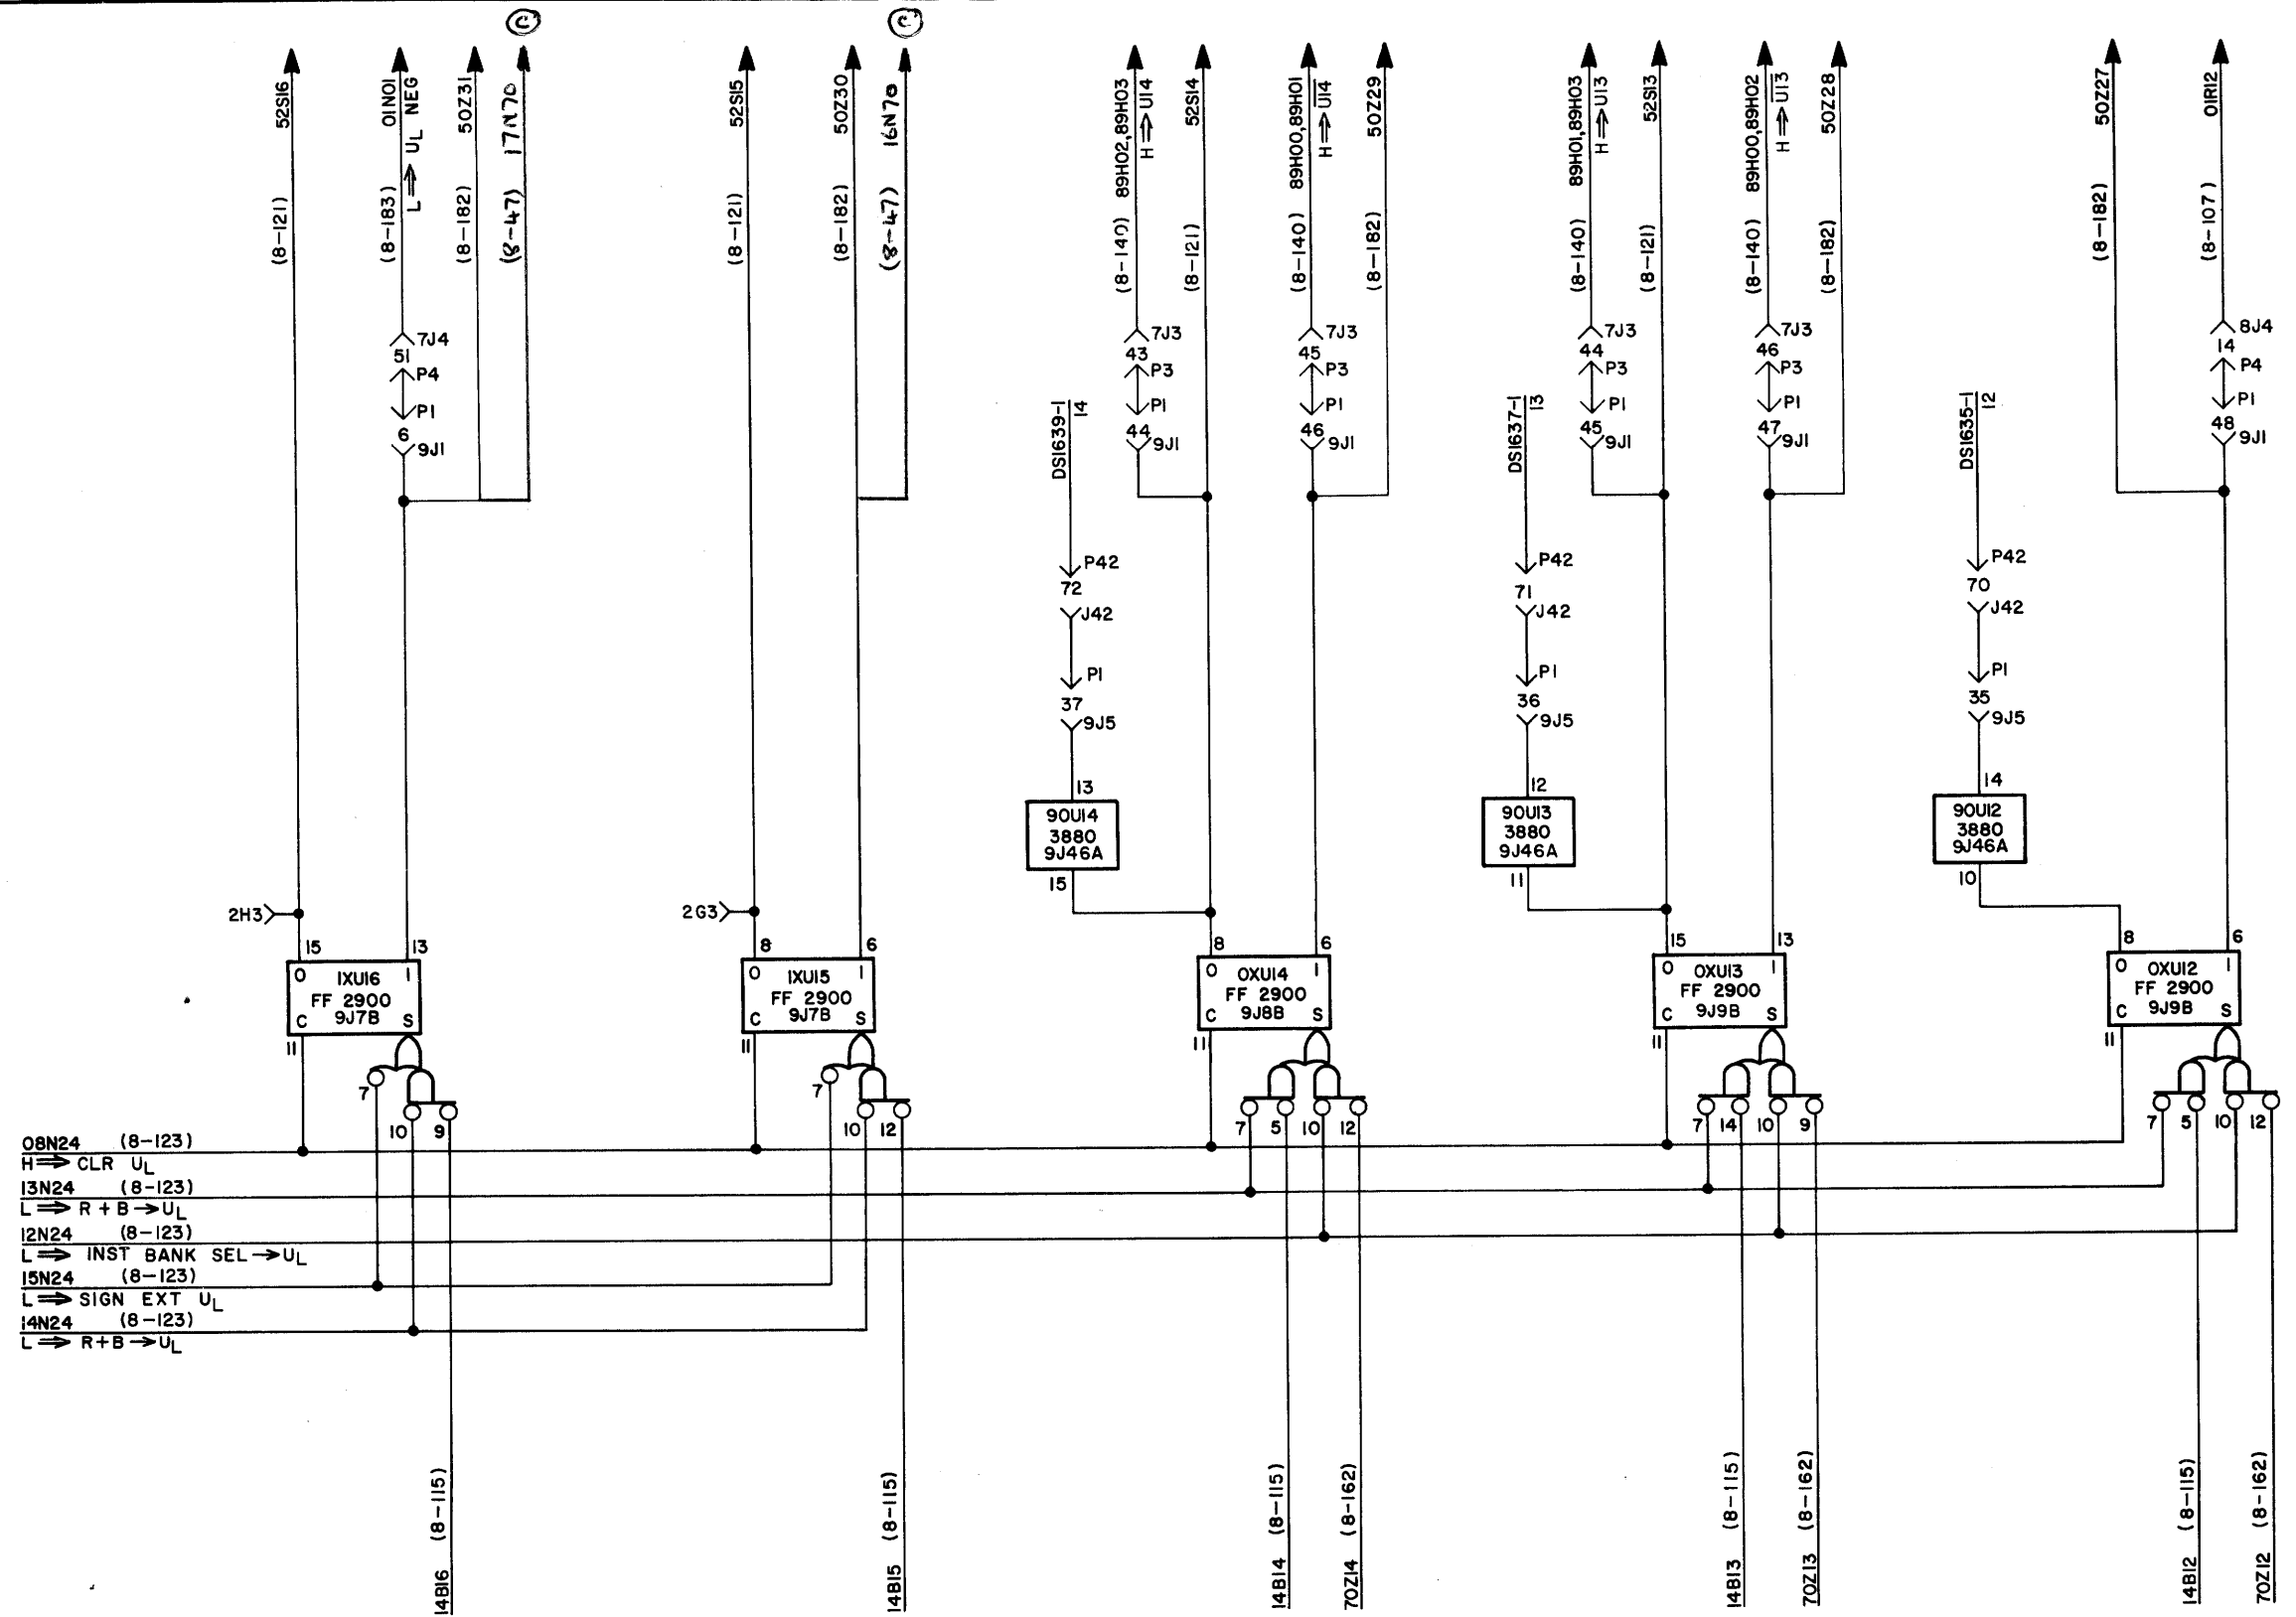 C
C
52S16
(8-121)
01N01
L ⇒ UL NEG
(8-183)
50Z31
(8-182)
17N70
(8-47)
52S15
(8-121)
50Z30
(8-182)
16N70
(8-47)
89H02,89H03
H ⇒ U14
(8-140)
52S14
(8-121)
89H00,89H01
H ⇒ U̅1̅4̅
(8-140)
50Z29
(8-182)
89H01,89H03
H ⇒ U13
(8-140)
52S13
(8-121)
89H00,89H02
H ⇒ U̅1̅3̅
(8-140)
50Z28
(8-182)
50Z27
(8-182)
01R12
(8-107)
7J4
51
P4
P1
6
9J1
7J3
43
P3
P1
44
9J1
7J3
45
P3
P1
46
9J1
7J3
44
P3
P1
45
9J1
7J3
46
P3
P1
47
9J1
8J4
14
P4
P1
48
9J1
DS1639-1
14
P42
72
J42
P1
37
9J5
13
90U14
3880
9J46A
15
DS1637-1
13
P42
71
J42
P1
36
9J5
12
90U13
3880
9J46A
11
DS1635-1
12
P42
70
J42
P1
35
9J5
14
90U12
3880
9J46A
10
2H3
15 13
0 1XU16 1
FF 2900
9J7B
C S
11
7
10 9
2G3
8 6
0 1XU15 1
FF 2900
9J7B
C S
11
7
10 12
8 6
0 0XU14 1
FF 2900
9J8B
C S
11
7 5 10 12
15 13
0 0XU13 1
FF 2900
9J9B
C S
11
7 14 10 9
8 6
0 0XU12 1
FF 2900
9J9B
C S
11
7 5 10 12
08N24 (8-123)
H ⇒ CLR UL
13N24 (8-123)
L ⇒ R + B → UL
12N24 (8-123)
L ⇒ INST BANK SEL → UL
15N24 (8-123)
L ⇒ SIGN EXT UL
14N24 (8-123)
L ⇒ R+B → UL
14B16 (8-115)
14B15 (8-115)
14B14 (8-115)
70Z14 (8-162)
14B13 (8-115)
70Z13 (8-162)
14B12 (8-115)
70Z12 (8-162)